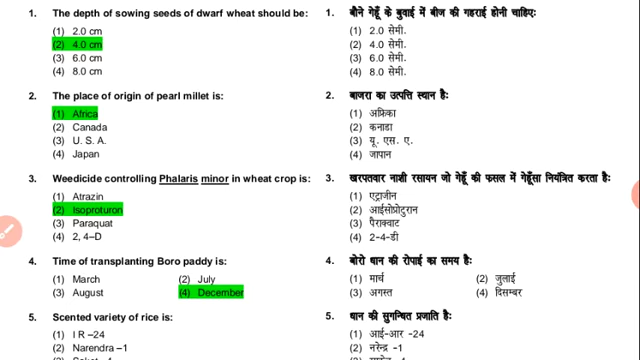 1. The depth of sowing seeds of dwarf wheat should be:
(1) 2.0 cm
(2) 4.0 cm
(3) 6.0 cm
(4) 8.0 cm
2. The place of origin of pearl millet is:
(1) Africa
(2) Canada
(3) U. S. A.
(4) Japan
3. Weedicide controlling Phalaris minor in wheat crop is:
(1) Atrazin
(2) Isoproturon
(3) Paraquat
(4) 2, 4–D
4. Time of transplanting Boro paddy is:
(1) March (2) July
(3) August (4) December
5. Scented variety of rice is:
(1) I R –24
(2) Narendra –1
1. बौने गेहूँ के बुवाई में बीज की गहराई होनी चाहिए:
(1) 2.0 सेमी.
(2) 4.0 सेमी.
(3) 6.0 सेमी.
(4) 8.0 सेमी.
2. बाजरा का उत्पत्ति स्थान है:
(1) अफ्रिका
(2) कनाडा
(3) यू. एस. ए.
(4) जापान
3. खरपतवार नाशी रसायन जो गेहूँ की फसल में गेहूँसा नियंत्रित करता है:
(1) एट्राजीन
(2) आईसोप्रोटुरान
(3) पैराक्वाट
(4) 2-4-डी
4. बोरो धान की रोपाई का समय है:
(1) मार्च (2) जुलाई
(3) अगस्त (4) दिसम्बर
5. धान की सुगन्धित प्रजाति है:
(1) आई-आर -24
(2) नरेन्द्र -1